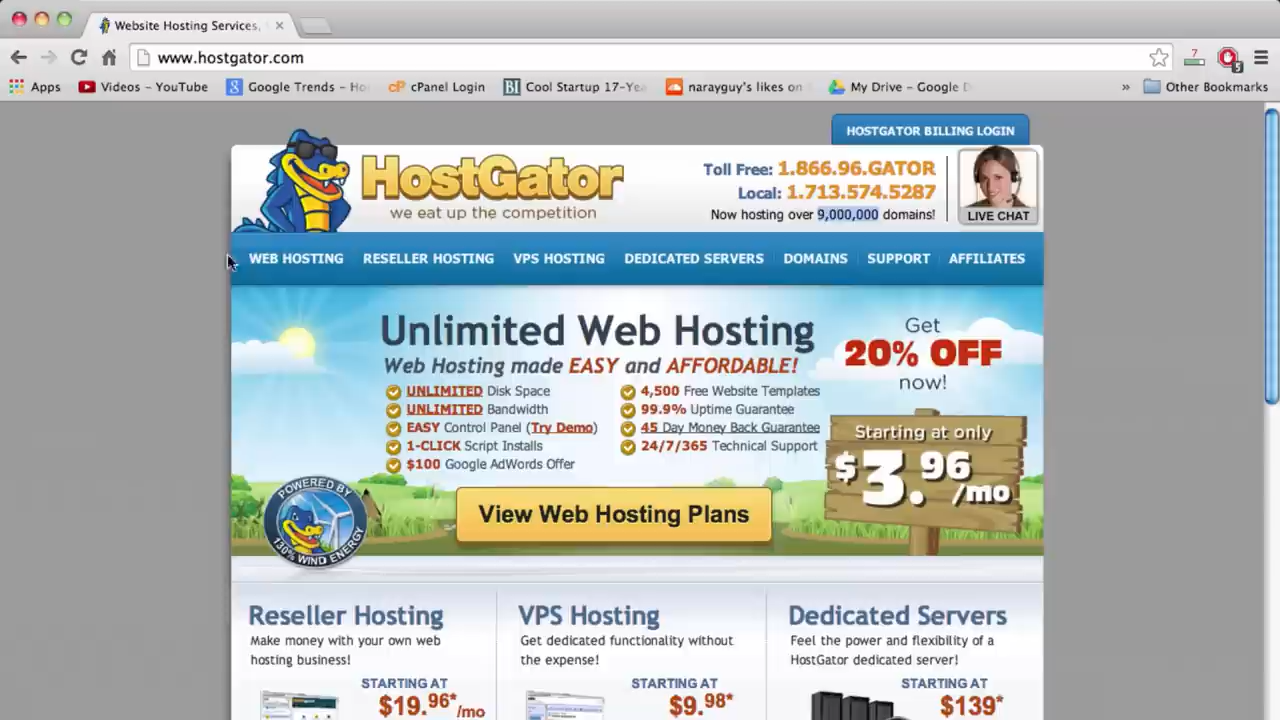 Website Hosting Services,
www.hostgator.com
7
5
Apps
Videos – YouTube
Google Trends – Ho
cPanel Login
BI Cool Startup 17-Ye
narayguy's likes on
My Drive – Google D
»
Other Bookmarks
HOSTGATOR BILLING LOGIN
HostGator
we eat up the competition
Toll Free: 1.866.96.GATOR
Local: 1.713.574.5287
Now hosting over 9,000,000 domains!
LIVE CHAT
WEB HOSTING RESELLER HOSTING VPS HOSTING DEDICATED SERVERS DOMAINS SUPPORT AFFILIATES
Unlimited Web Hosting
Web Hosting made EASY and AFFORDABLE!
UNLIMITED Disk Space
UNLIMITED Bandwidth
EASY Control Panel (Try Demo)
1-CLICK Script Installs
$100 Google AdWords Offer
4,500 Free Website Templates
99.9% Uptime Guarantee
45 Day Money Back Guarantee
24/7/365 Technical Support
Get
20% OFF
now!
Starting at only
$3.96/mo
POWERED BY
130% WIND ENERGY
View Web Hosting Plans
Reseller Hosting
Make money with your own web
hosting business!
STARTING AT
$19.96*/mo
VPS Hosting
Get dedicated functionality without
the expense!
STARTING AT
$9.98*
Dedicated Servers
Feel the power and flexibility of a
HostGator dedicated server!
STARTING AT
$139*